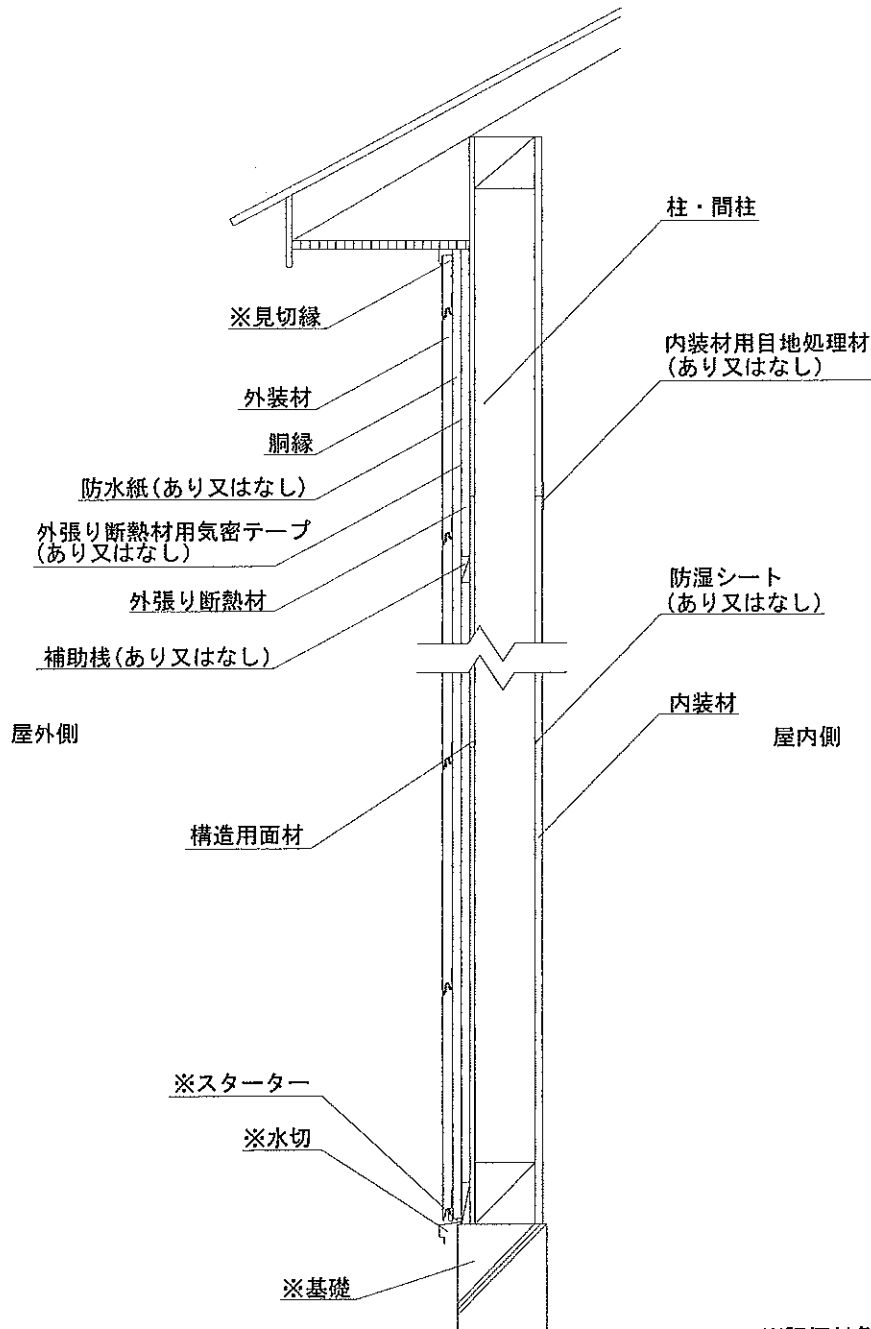 柱・間柱
※見切縁
内装材用目地処理材
(あり又はなし)
外装材
胴縁
防水紙(あり又はなし)
外張り断熱材用気密テープ
(あり又はなし)
外張り断熱材
防湿シート
(あり又はなし)
補助桟(あり又はなし)
内装材
屋外側
屋内側
構造用面材
※スターター
※水切
※基礎